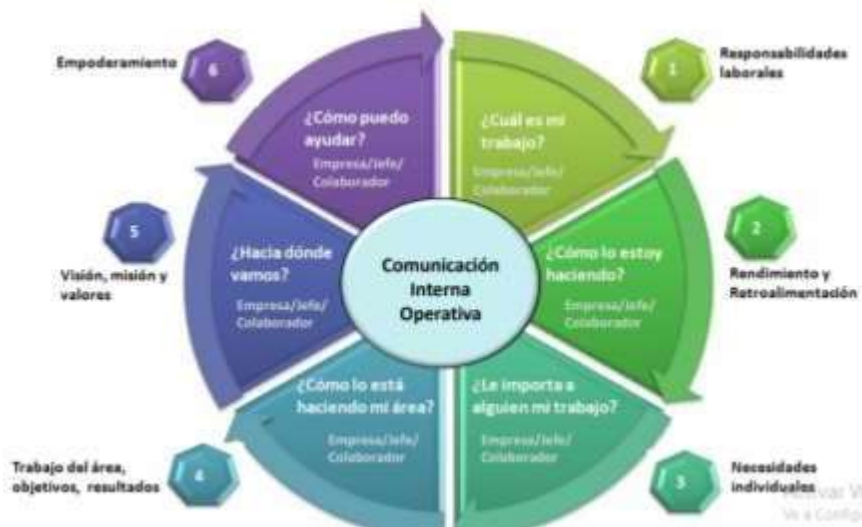 Empoderamiento
6
1
Responsabilidades
laborales
¿Cómo puedo
ayudar?
Empresa/Jefe/
Colaborador
¿Cuál es mi
trabajo?
Empresa/Jefe/
Colaborador
5
Visión, misión y
valores
¿Hacia dónde
vamos?
Empresa/Jefe/
Colaborador
Comunicación
Interna
Operativa
¿Cómo lo estoy
haciendo?
Empresa/Jefe/
Colaborador
2
Rendimiento y
Retroalimentación
¿Cómo lo está
haciendo mi área?
Empresa/Jefe/
Colaborador
¿Le importa a
alguien mi trabajo?
Empresa/Jefe/
Colaborador
Trabajo del área,
objetivos, resultados
4
3
Necesidades
individuales